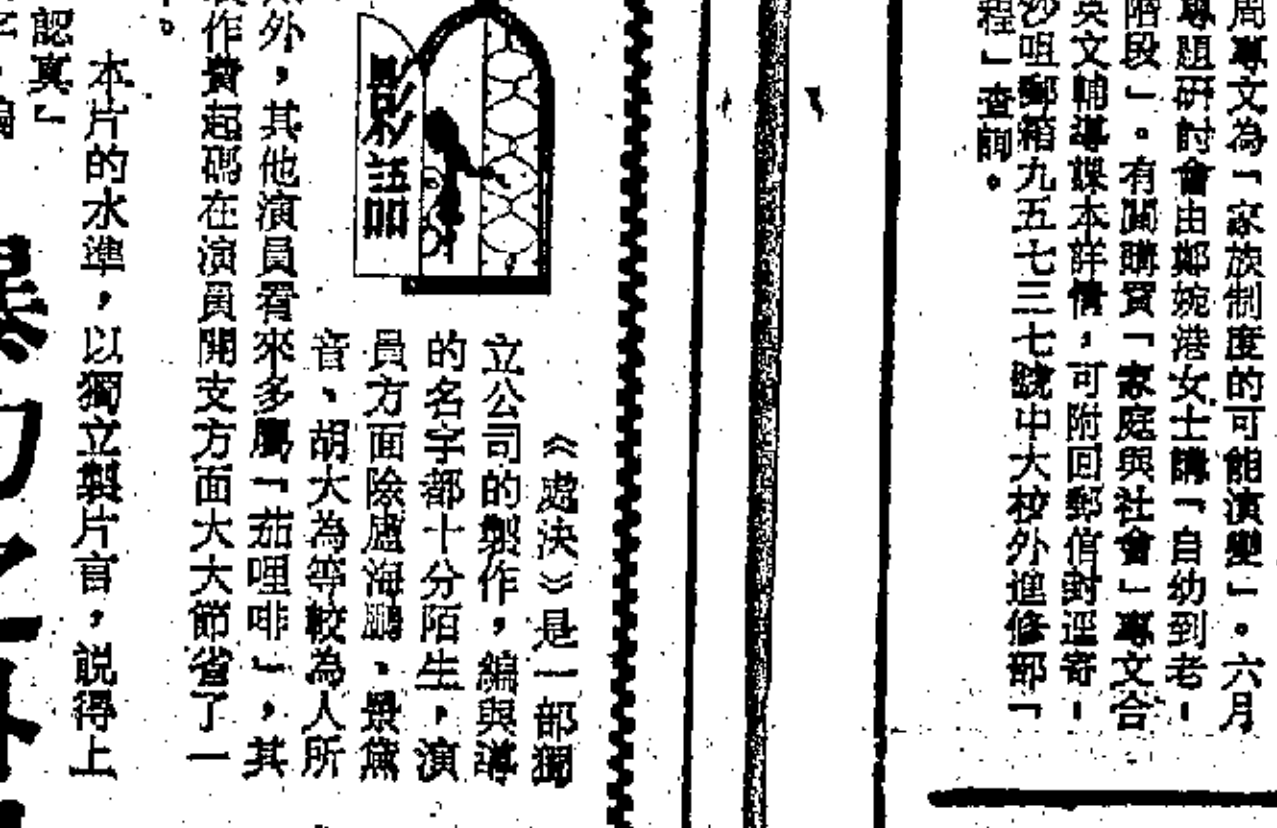 周專文為「家族制度的可能演變」。六月
專題研討會由鄭婉港女士講「自幼到老-
階段」。有關購買「家庭與社會」專文合
英文輔導課本詳情，可附回郵信封逕寄-
沙咀郵箱九五七三七號中大校外進修部「
程」查詢。
影話
《處決》是一部獨
立公司的製作，編與導
的名字都十分陌生，演
員方面除盧海鵬、景黛
音、胡大為等較為人所
外，其他演員看來多屬「茄哩啡」，其
作費起碼在演員開支方面大大節省了一
。
本片的水準，以獨立製片言，說得上
認真」